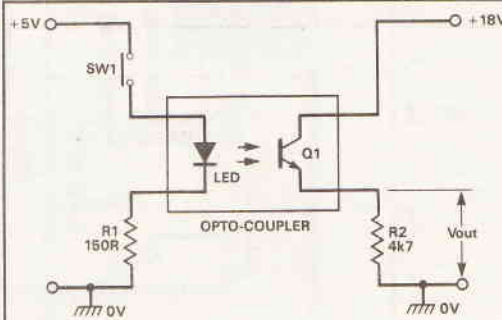 +5V
+18V
SW1
Q1
LED
OPTO-COUPLER
R1
150R
R2
4k7
Vout
0V
0V